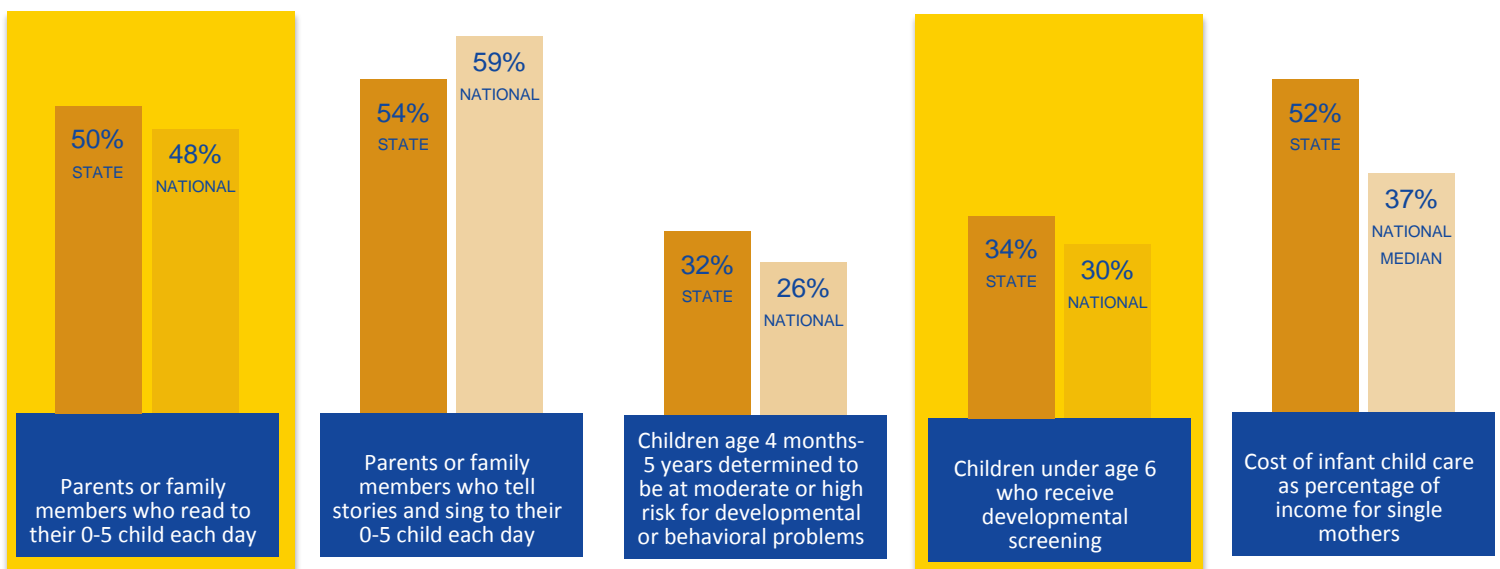 50%
STATE
48%
NATIONAL
Parents or family
members who read to
their 0-5 child each day
54%
STATE
59%
NATIONAL
Parents or family
members who tell
stories and sing to their
0-5 child each day
32%
STATE
26%
NATIONAL
Children age 4 months-
5 years determined to
be at moderate or high
risk for developmental
or behavioral problems
34%
STATE
30%
NATIONAL
Children under age 6
who receive
developmental
screening
52%
STATE
37%
NATIONAL
MEDIAN
Cost of infant child care
as percentage of
income for single
mothers